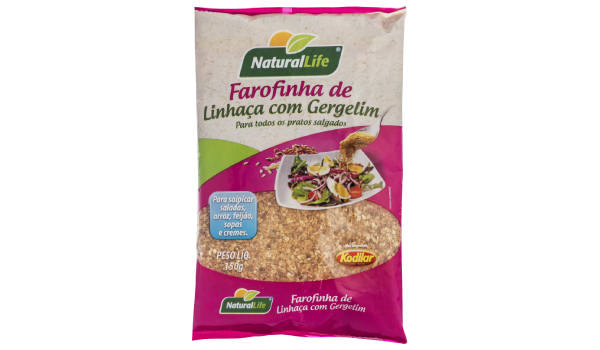 NaturalLife
Farofinha de
Linhaça com Gergelim
Para todos os pratos salgados
Para salpicar
saladas,
arroz, feijão,
sopas
e cremes.
PESO LÍQ.
150g
Kodilar
NaturalLife
Farofinha de
Linhaça com Gergelim